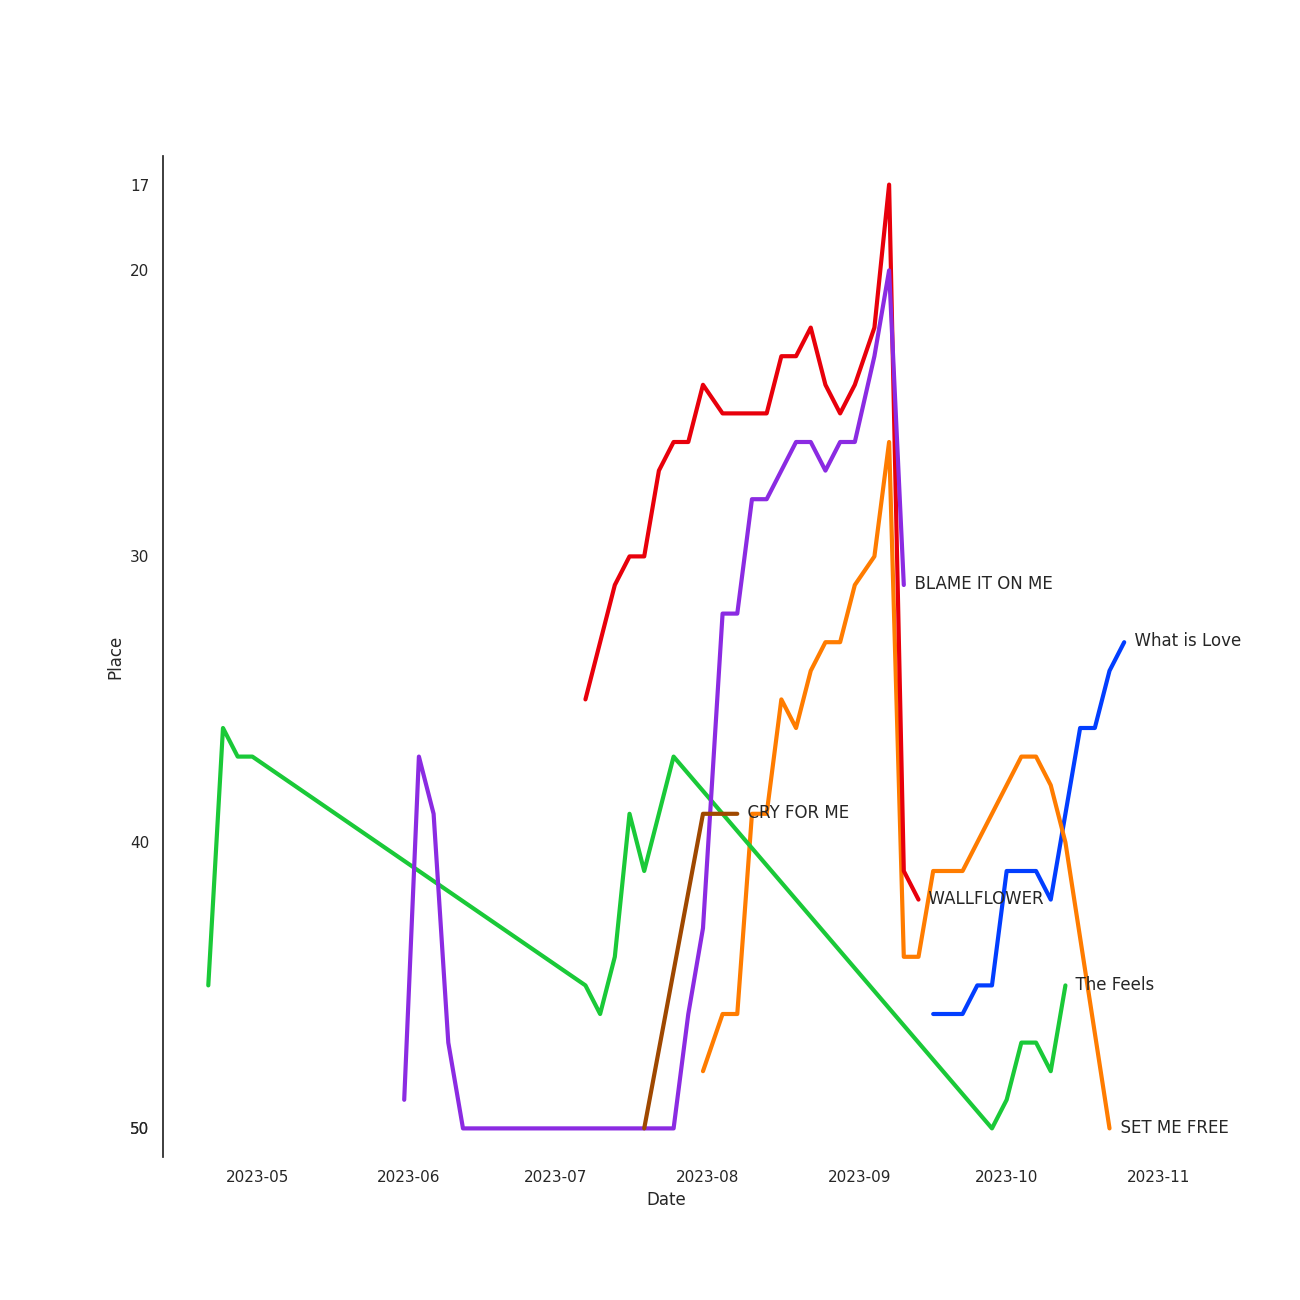 17
20
30
BLAME IT ON ME
What is Love
Place
CRY FOR ME
40
WALLFLOWER
The Feels
50
SET ME FREE
2023-05
2023-06
2023-07
2023-08
2023-09
2023-10
2023-11
Date